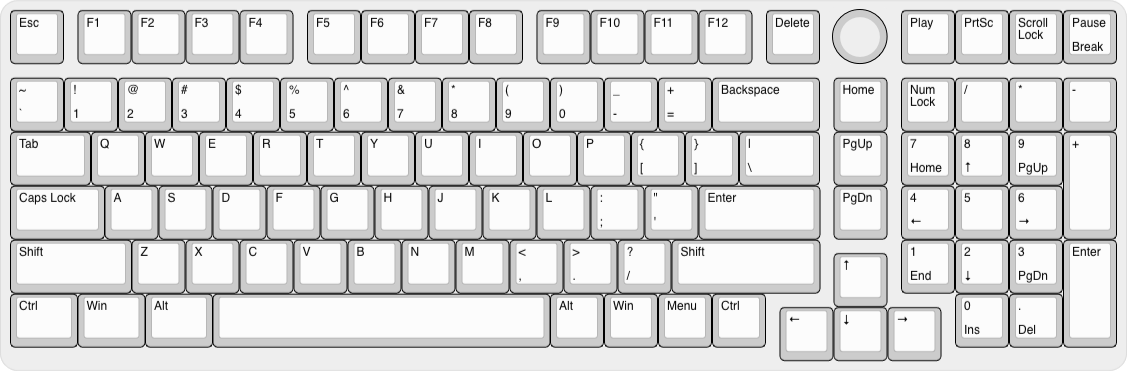 Esc F1 F2 F3 F4 F5 F6 F7 F8 F9 F10 F11 F12 Delete Play PrtSc Scroll Lock Pause Break
~ ` ! 1 @ 2 # 3 $ 4 % 5 ^ 6 & 7 * 8 ( 9 ) 0 _ - + = Backspace Home Num Lock / * -
Tab Q W E R T Y U I O P { [ } ] | \ PgUp 7 Home 8 ↑ 9 PgUp +
Caps Lock A S D F G H J K L : ; " ' Enter PgDn 4 ← 5 6 →
Shift Z X C V B N M < , > . ? / Shift ↑ 1 End 2 ↓ 3 PgDn Enter
Ctrl Win Alt Alt Win Menu Ctrl ← ↓ → 0 Ins . Del